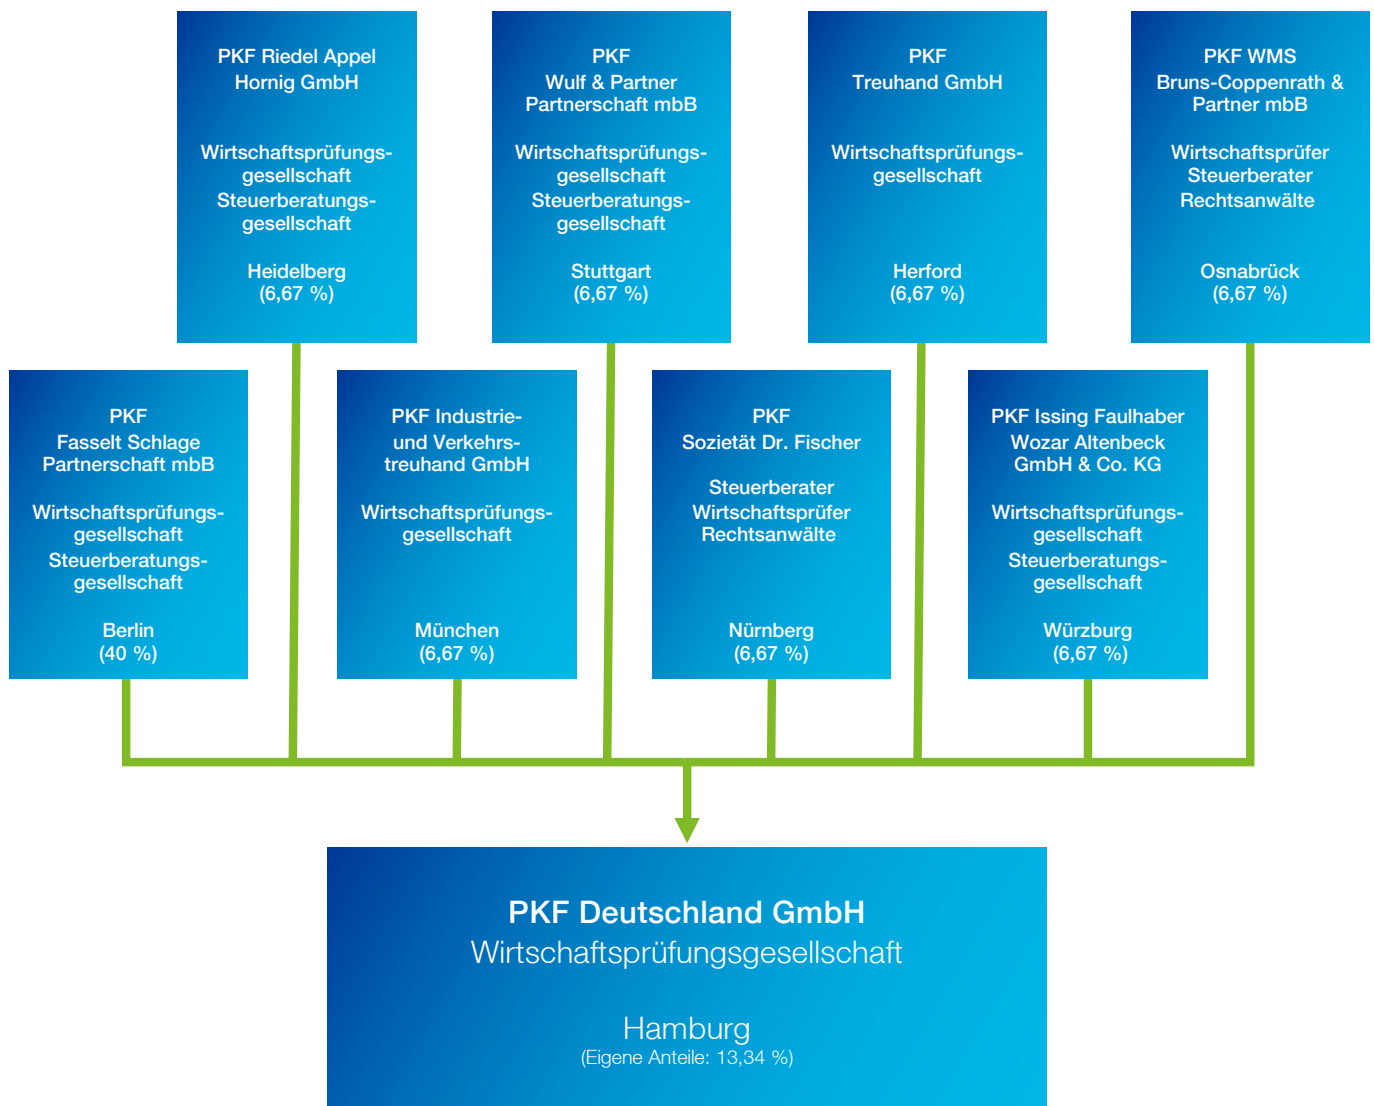 PKF Riedel Appel
Hornig GmbH
Wirtschaftsprüfungs-
gesellschaft
Steuerberatungs-
gesellschaft
Heidelberg
(6,67 %)
PKF
Wulf & Partner
Partnerschaft mbB
Wirtschaftsprüfungs-
gesellschaft
Steuerberatungs-
gesellschaft
Stuttgart
(6,67 %)
PKF
Treuhand GmbH
Wirtschaftsprüfungs-
gesellschaft
Herford
(6,67 %)
PKF WMS
Bruns-Coppenrath &
Partner mbB
Wirtschaftsprüfer
Steuerberater
Rechtsanwälte
Osnabrück
(6,67 %)
PKF
Fasselt Schlage
Partnerschaft mbB
Wirtschaftsprüfungs-
gesellschaft
Steuerberatungs-
gesellschaft
Berlin
(40 %)
PKF Industrie-
und Verkehrs-
treuhand GmbH
Wirtschaftsprüfungs-
gesellschaft
München
(6,67 %)
PKF
Sozietät Dr. Fischer
Steuerberater
Wirtschaftsprüfer
Rechtsanwälte
Nürnberg
(6,67 %)
PKF Issing Faulhaber
Wozar Altenbeck
GmbH & Co. KG
Wirtschaftsprüfungs-
gesellschaft
Steuerberatungs-
gesellschaft
Würzburg
(6,67 %)
PKF Deutschland GmbH
Wirtschaftsprüfungsgesellschaft
Hamburg
(Eigene Anteile: 13,34 %)